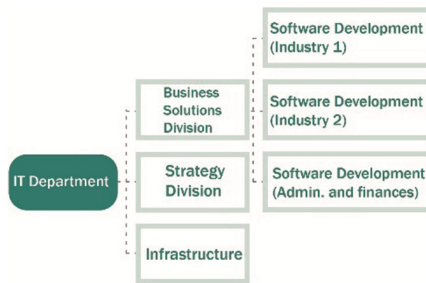 IT Department
Business
Solutions
Division
Strategy
Division
Infrastructure
Software Development
(Industry 1)
Software Development
(Industry 2)
Software Development
(Admin. and finances)